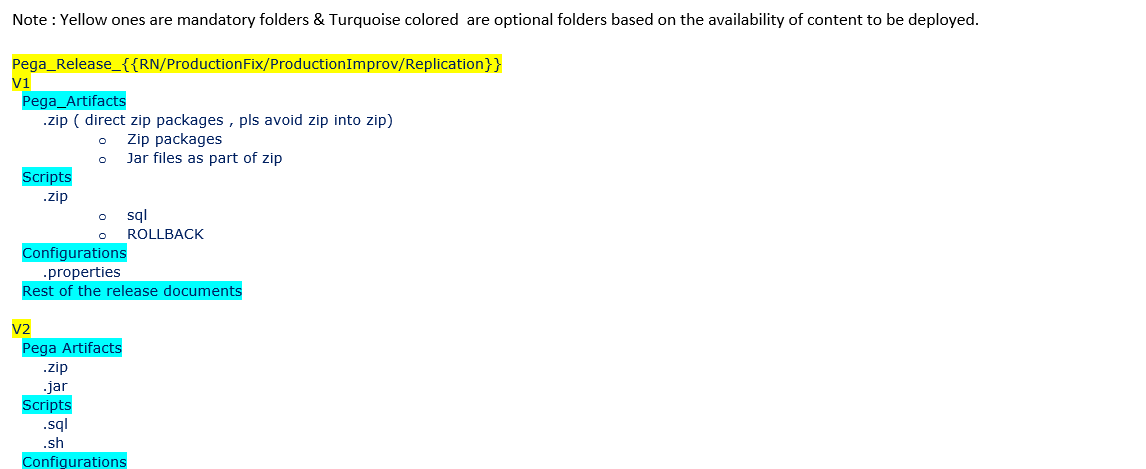 Note : Yellow ones are mandatory folders & Turquoise colored  are optional folders based on the availability of content to be deployed.
Pega_Release_{{RN/ProductionFix/ProductionImprov/Replication}}
V1
Pega_Artifacts
.zip ( direct zip packages , pls avoid zip into zip)
o Zip packages
o Jar files as part of zip
Scripts
.zip
o sql
o ROLLBACK
Configurations
.properties
Rest of the release documents
V2
Pega Artifacts
.zip
.jar
Scripts
.sql
.sh
Configurations